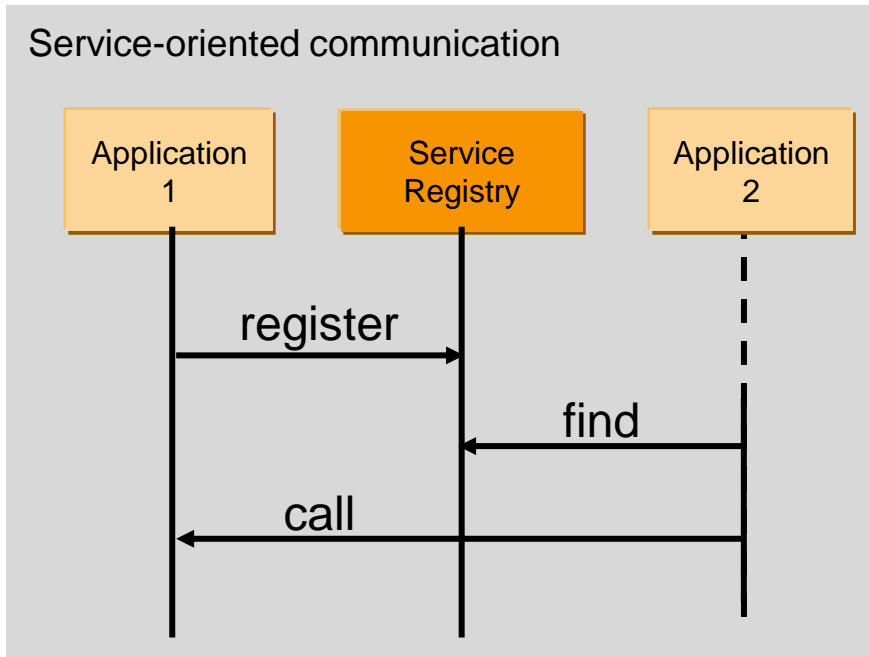 Service-oriented communication
Application
1
Service
Registry
Application
2
register
find
call